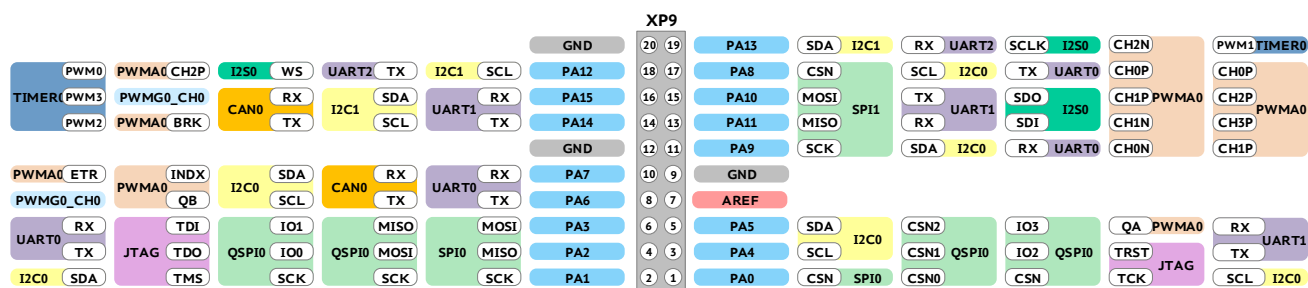 XP9
GND 20 19 PA13 SDA I2C1 RX UART2 SCLK I2S0 CH2N PWM1 TIMER0
PWM0 PWMA0 CH2P I2S0 WS UART2 TX I2C1 SCL PA12 18 17 PA8 CSN SCL I2C0 TX UART0 CH0P CH0P
TIMER0 PWM3 PWMG0_CH0 RX SDA RX PA15 16 15 PA10 MOSI TX SDO CH1P PWMA0 CH2P
CAN0 I2C1 UART1 SPI1 UART1 I2S0 PWMA0
PWM2 PWMA0 BRK TX SCL TX PA14 14 13 PA11 MISO RX SDI CH1N CH3P
GND 12 11 PA9 SCK SDA I2C0 RX UART0 CH0N CH1P
PWMA0 ETR INDX SDA RX RX PA7 10 9 GND
PWMA0 I2C0 CAN0 UART0
PWMG0_CH0 QB SCL TX TX PA6 8 7 AREF
RX TDI IO1 MISO MOSI PA3 6 5 PA5 SDA CSN2 IO3 QA PWMA0 RX
UART0 I2C0 UART1
TX JTAG TDO QSPI0 IO0 QSPI0 MOSI SPI0 MISO PA2 4 3 PA4 SCL CSN1 QSPI0 IO2 QSPI0 TRST TX
JTAG
I2C0 SDA TMS SCK SCK SCK PA1 2 1 PA0 CSN SPI0 CSN0 CSN TCK SCL I2C0